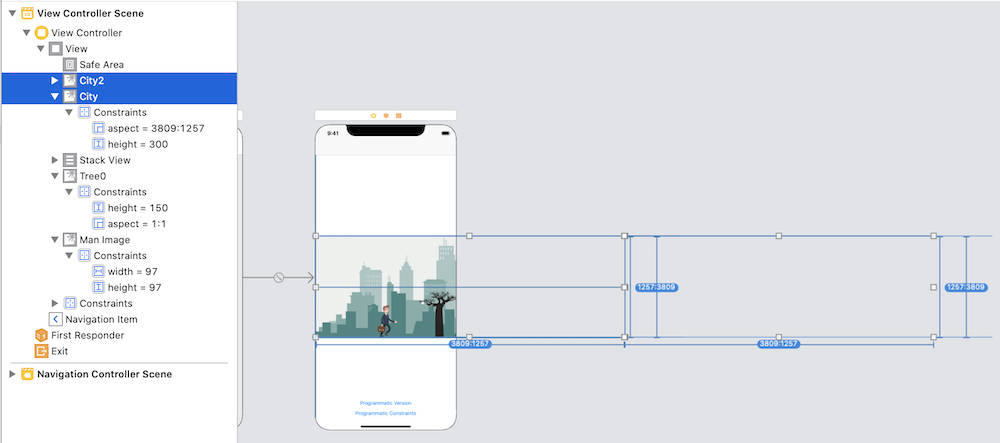 View Controller Scene
View Controller
View
Safe Area
City2
City
Constraints
aspect = 3809:1257
height = 300
Stack View
Tree0
Constraints
height = 150
aspect = 1:1
Man Image
Constraints
width = 97
height = 97
Constraints
Navigation Item
First Responder
Exit
Navigation Controller Scene
9:41
1257:3809
1257:3809
3809:1257
3809:1257
Programmatic Version
Programmatic Constraints